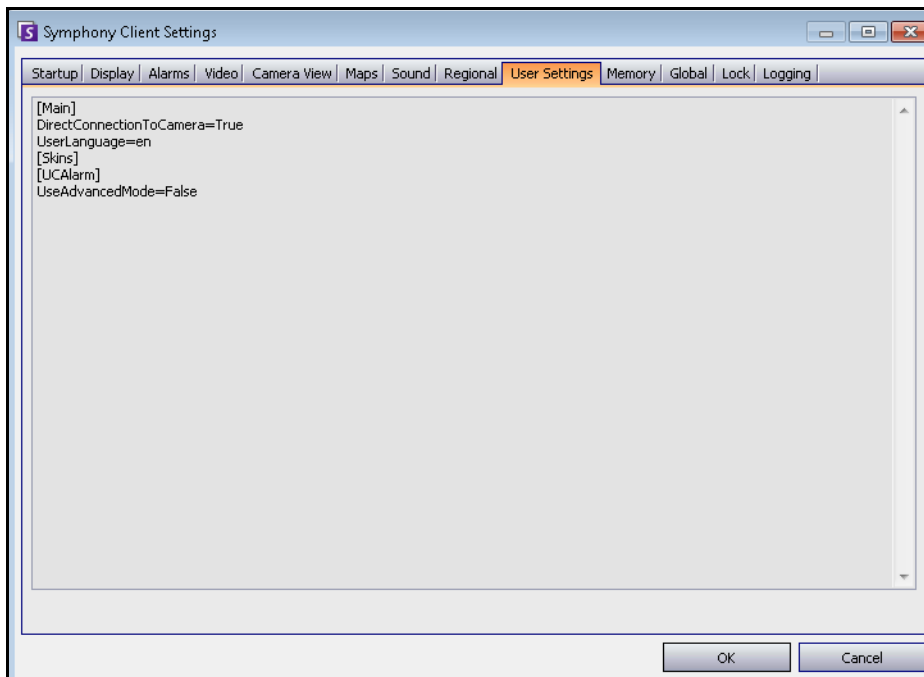 Symphony Client Settings
Startup Display Alarms Video Camera View Maps Sound Regional User Settings Memory Global Lock Logging
[Main]
DirectConnectionToCamera=True
UserLanguage=en
[Skins]
[UCAlarm]
UseAdvancedMode=False
OK Cancel